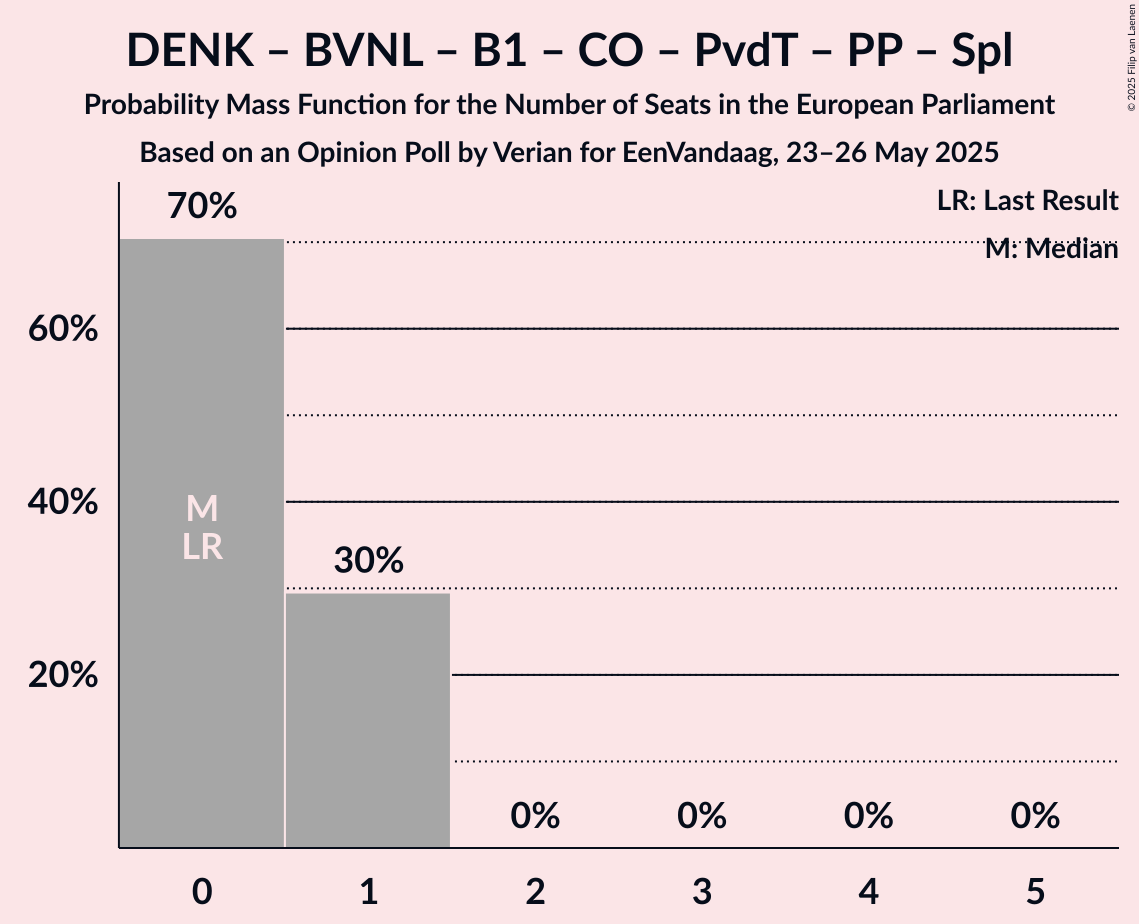 DENK – BVNL – B1 – CO – PvdT – PP – Spl
Probability Mass Function for the Number of Seats in the European Parliament
Based on an Opinion Poll by Verian for EenVandaag, 23–26 May 2025
© 2025 Filip van Laenen
LR: Last Result
M: Median
70%
60%
40%
M
LR
30%
20%
0% 0% 0% 0%
0 1 2 3 4 5